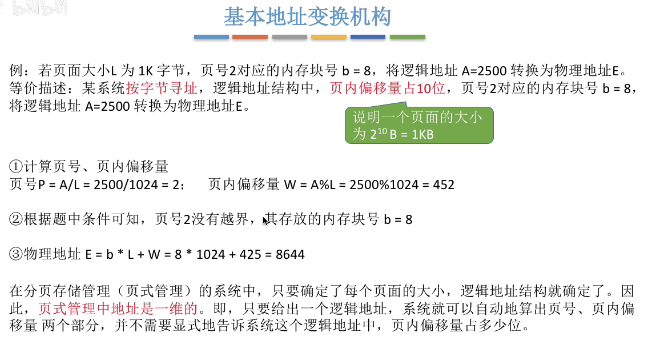 bilibili
基本地址变换机构
例：若页面大小L 为 1K 字节，页号2对应的内存块号 b = 8，将逻辑地址 A=2500 转换为物理地址E。
等价描述：某系统按字节寻址，逻辑地址结构中，页内偏移量占10位，页号2对应的内存块号 b = 8，
将逻辑地址 A=2500 转换为物理地址E。
说明一个页面的大小
为 2^10 B = 1KB
①计算页号、页内偏移量
页号P = A/L = 2500/1024 = 2； 页内偏移量 W = A%L = 2500%1024 = 452
②根据题中条件可知，页号2没有越界，其存放的内存块号 b = 8
③物理地址 E = b * L + W = 8 * 1024 + 425 = 8644
在分页存储管理（页式管理）的系统中，只要确定了每个页面的大小，逻辑地址结构就确定了。因
此，页式管理中地址是一维的。即，只要给出一个逻辑地址，系统就可以自动地算出页号、页内偏
移量 两个部分，并不需要显式地告诉系统这个逻辑地址中，页内偏移量占多少位。